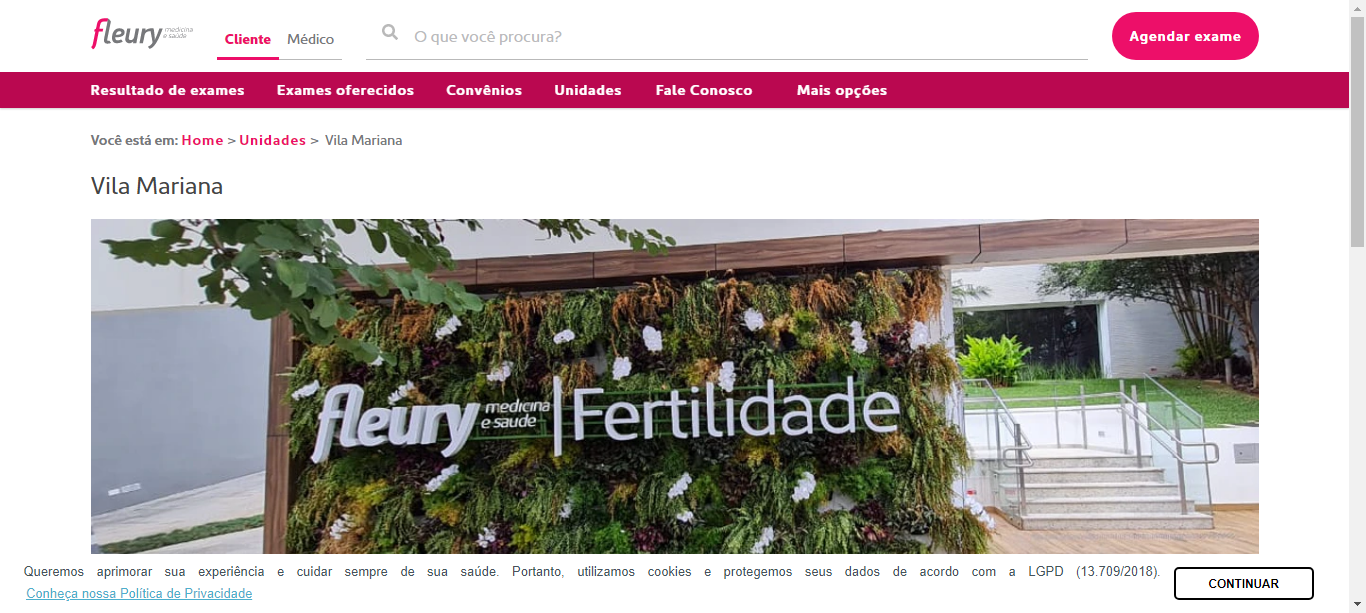 fleury medicina e saúde
Cliente
Médico
O que você procura?
Agendar exame
Resultado de exames
Exames oferecidos
Convênios
Unidades
Fale Conosco
Mais opções
Você está em: Home > Unidades > Vila Mariana
Vila Mariana
fleury medicina e saúde | Fertilidade
Queremos aprimorar sua experiência e cuidar sempre de sua saúde. Portanto, utilizamos cookies e protegemos seus dados de acordo com a LGPD (13.709/2018).
Conheça nossa Política de Privacidade
CONTINUAR